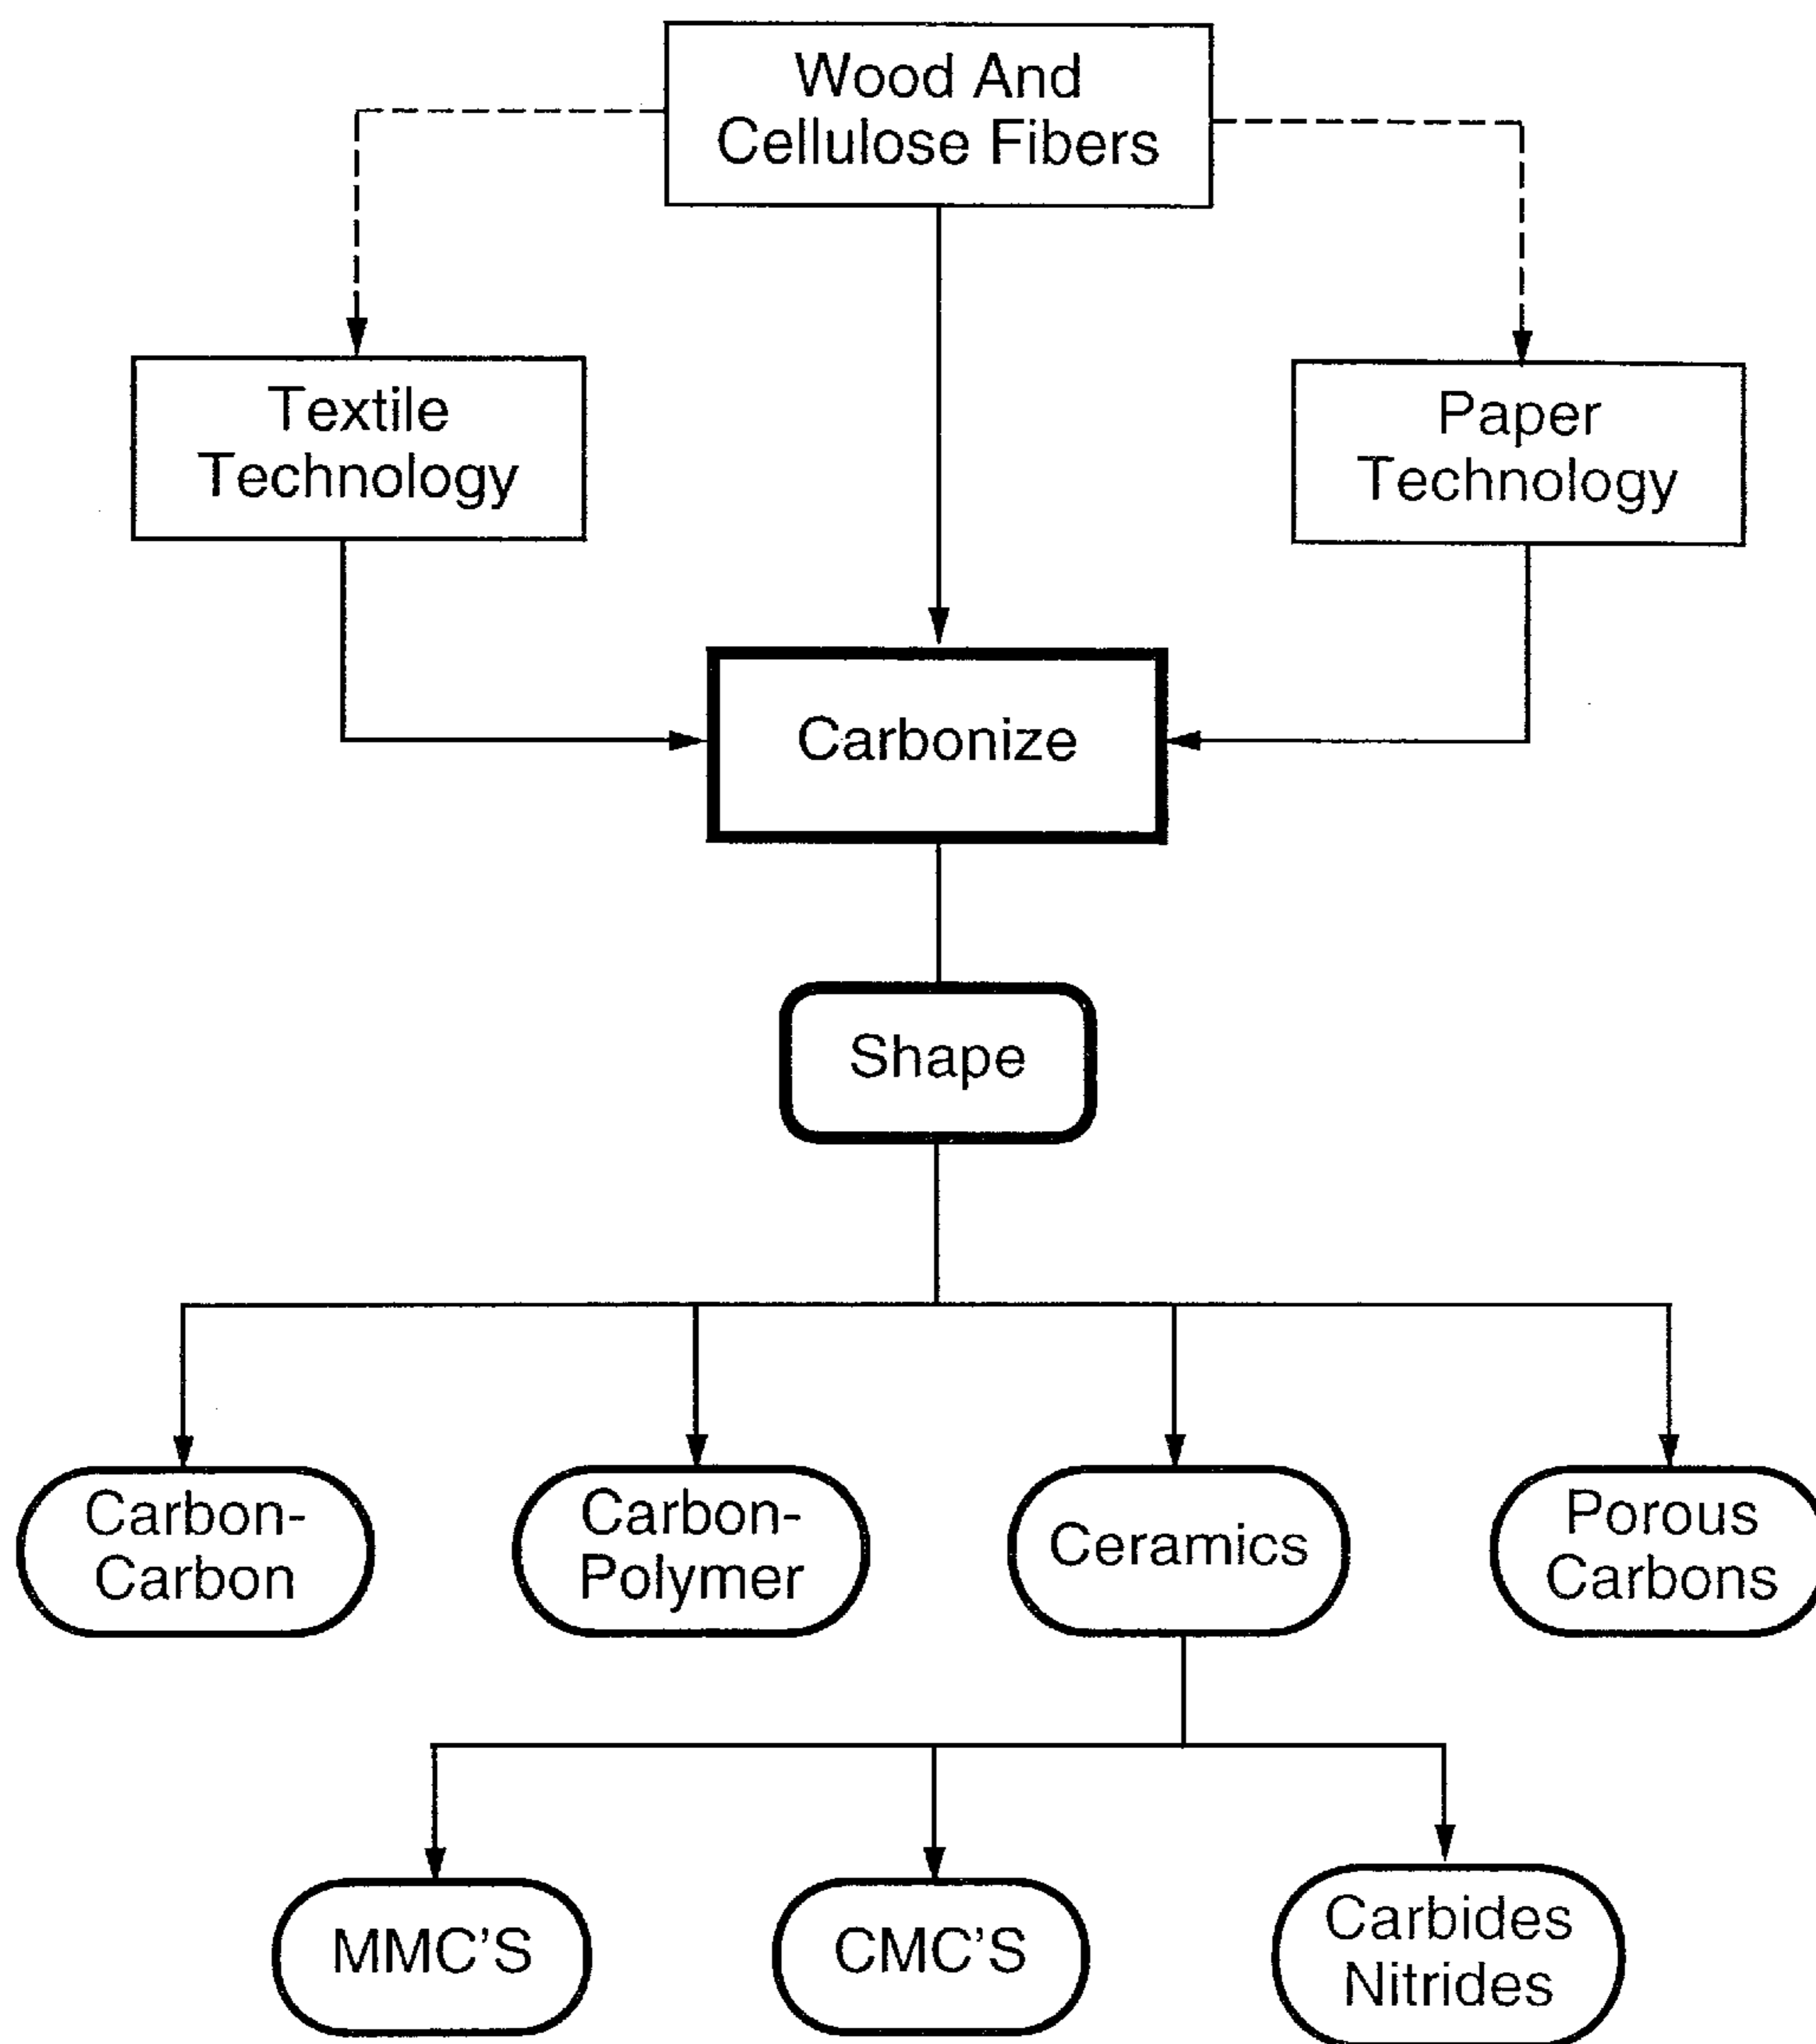 Wood And
Cellulose Fibers
Textile
Technology
Paper
Technology
Carbonize
Shape
Carbon-
Carbon
Carbon-
Polymer
Ceramics
Porous
Carbons
MMC'S
CMC'S
Carbides
Nitrides